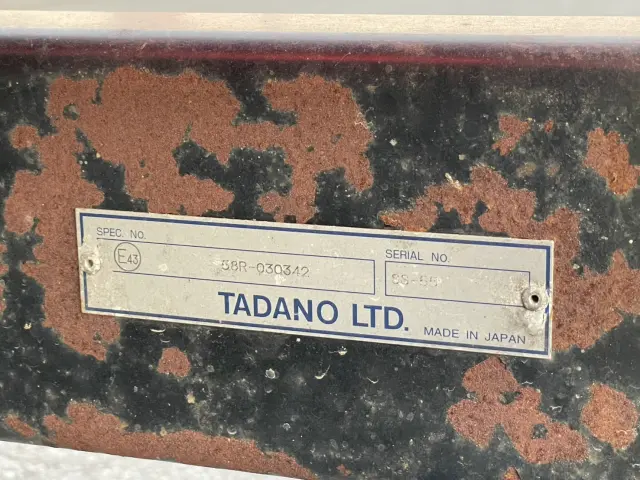 SPEC. NO.
SERIAL NO.
E43
58R-030342
TADANO LTD.
MADE IN JAPAN